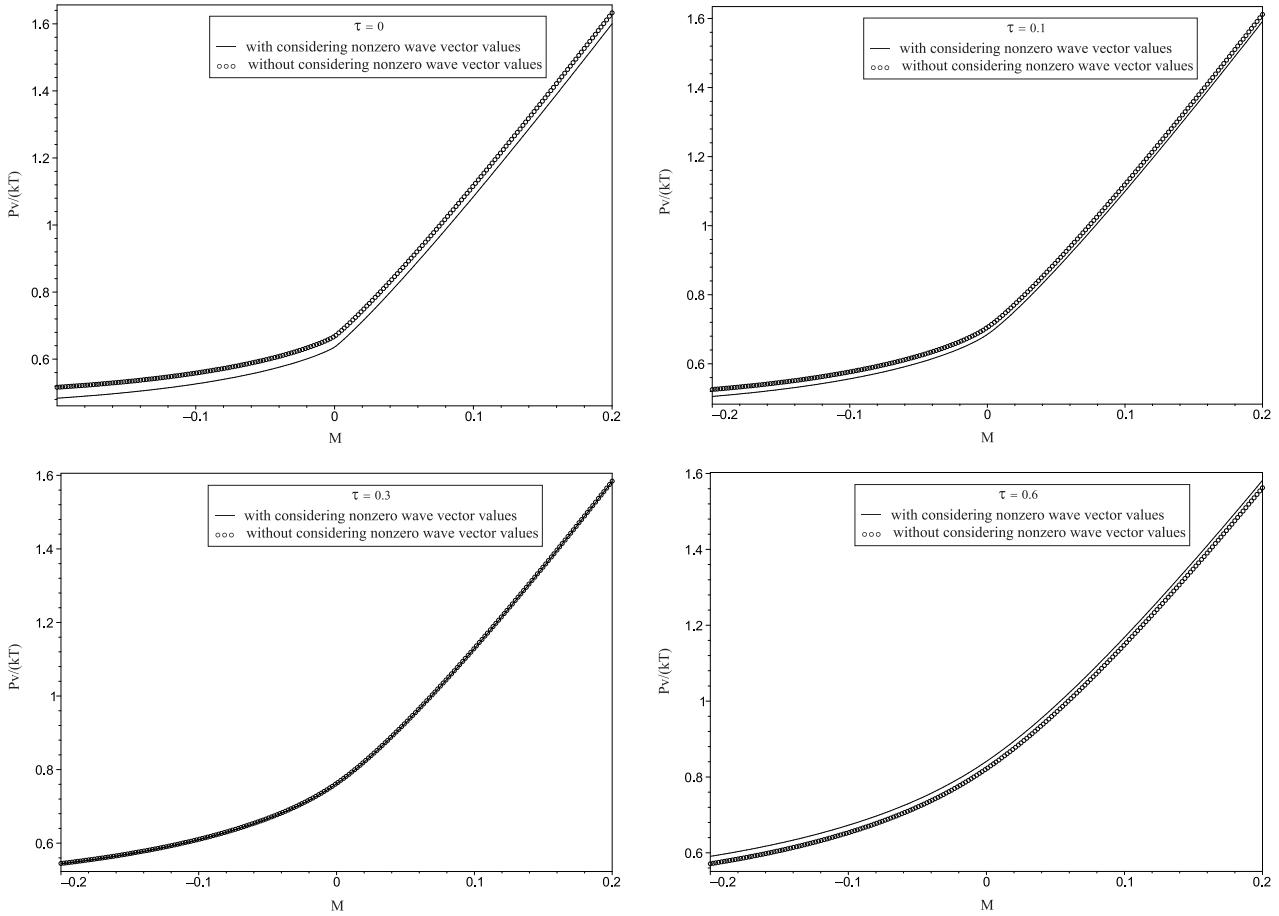 τ = 0
with considering nonzero wave vector values
ooo without considering nonzero wave vector values
1.6
1.4
1.2
1
0.8
0.6
Pv/(kT)
−0.1
0
0.1
0.2
M
τ = 0.1
with considering nonzero wave vector values
ooo without considering nonzero wave vector values
1.6
1.4
1.2
1
0.8
0.6
Pv/(kT)
−0.2
−0.1
0
0.1
0.2
M
τ = 0.3
with considering nonzero wave vector values
ooo without considering nonzero wave vector values
1.6
1.4
1.2
1
0.8
0.6
Pv/(kT)
−0.2
−0.1
0
0.1
0.2
M
τ = 0.6
with considering nonzero wave vector values
ooo without considering nonzero wave vector values
1.6
1.4
1.2
1
0.8
0.6
Pv/(kT)
−0.2
−0.1
0
0.1
0.2
M